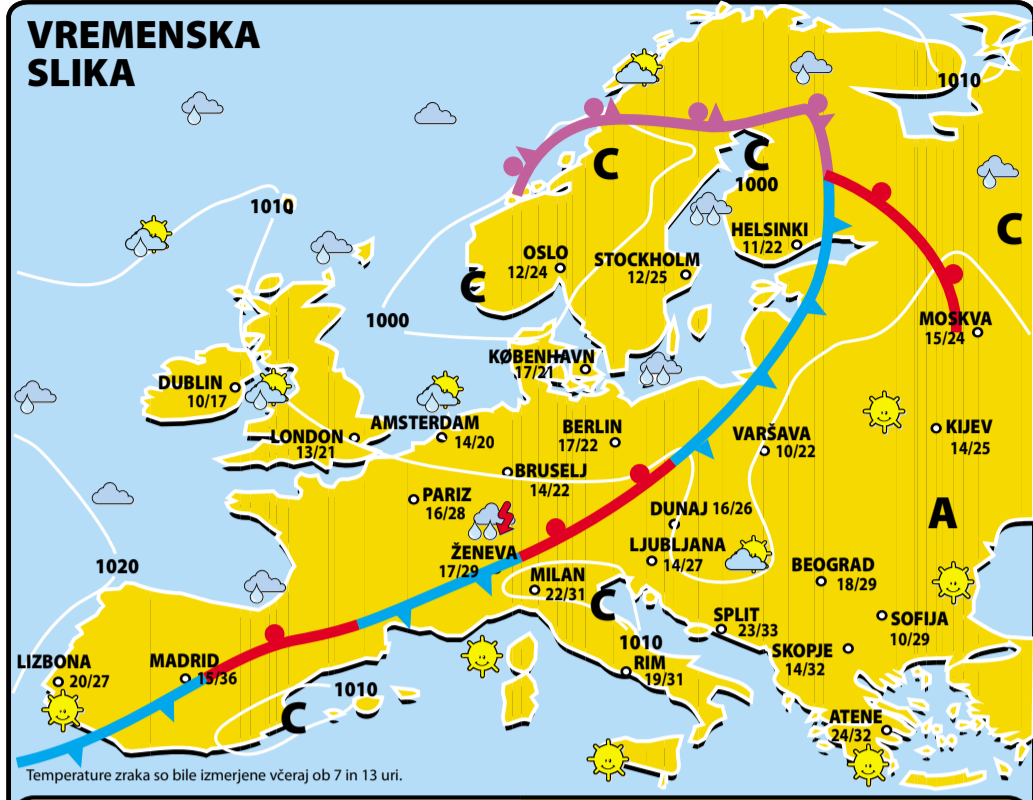 VREMENSKA
SLIKA
1010
1010
C
C
1000
C
HELSINKI
11/22
OSLO
12/24
STOCKHOLM
12/25
C
1000
MOSKVA
15/24
KØBENHAVN
17/21
DUBLIN
10/17
AMSTERDAM
14/20
LONDON
13/21
BERLIN
17/22
VARŠAVA
10/22
KIJEV
14/25
BRUSELJ
14/22
PARIZ
16/28
DUNAJ 16/26
A
ŽENEVA
17/29
LJUBLJANA
14/27
1020
MILAN
22/31
BEOGRAD
18/29
C
SPLIT
23/33
SOFIJA
10/29
1010
SKOPJE
14/32
LIZBONA
20/27
MADRID
15/36
RIM
19/31
1010
C
ATENE
24/32
Temperature zraka so bile izmerjene včeraj ob 7 in 13 uri.